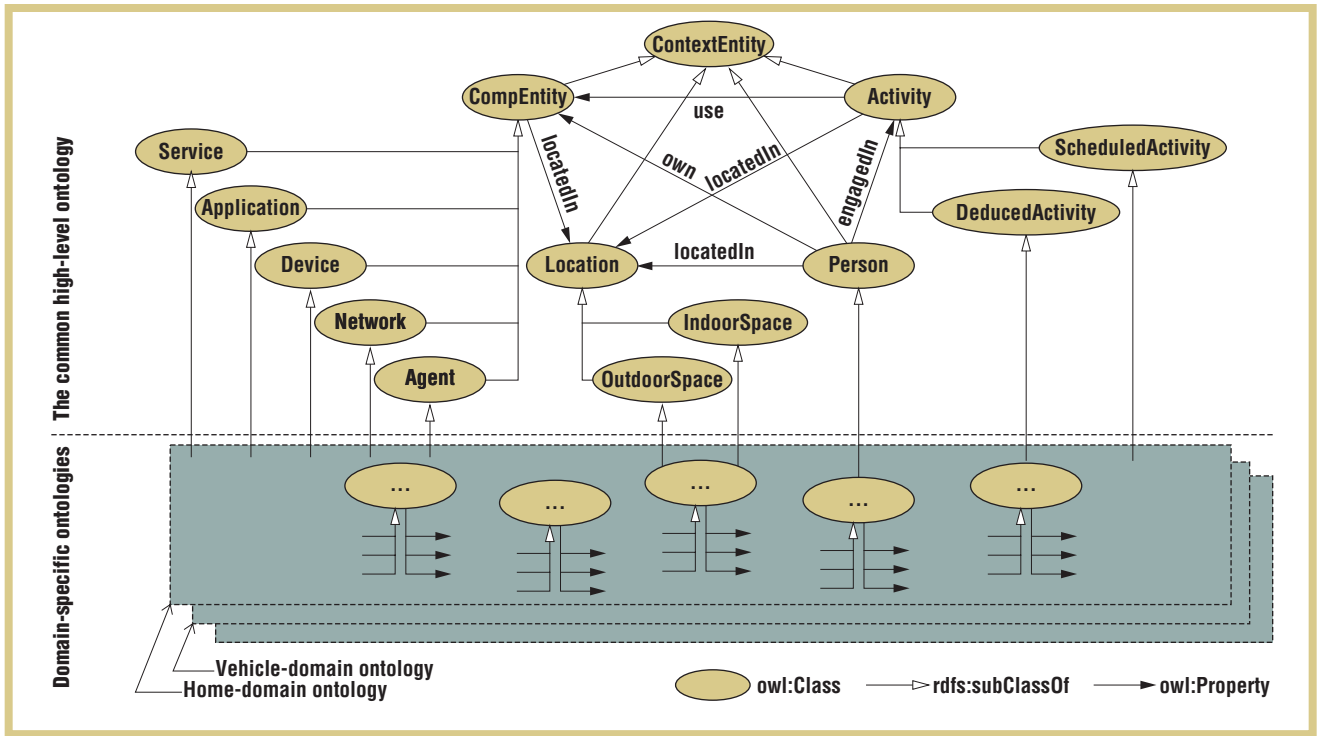 ContextEntity
CompEntity
Activity
use
Service
ScheduledActivity
locatedIn
own
locatedIn
engagedIn
Application
DeducedActivity
Device
Location
locatedIn
Person
Network
IndoorSpace
Agent
OutdoorSpace
The common high-level ontology
Domain-specific ontologies
...
...
...
...
...
Vehicle-domain ontology
Home-domain ontology
owl:Class
rdfs:subClassOf
owl:Property